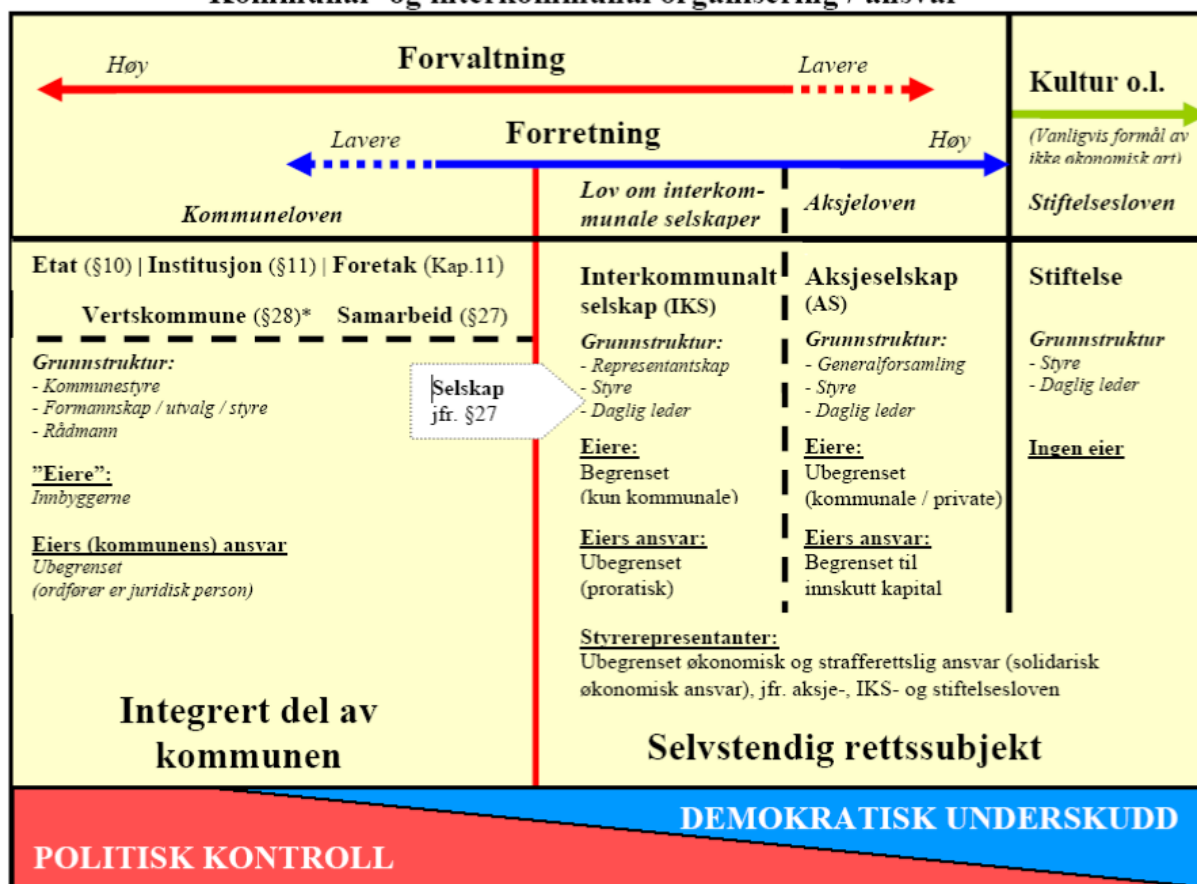 Kommunal- og interkommunal organisering / ansvar
Høy
Forvaltning
Lavere
Kultur o.l.
Lavere
Forretning
Høy
(Vanligvis formål av
ikke økonomisk art)
Kommuneloven
Lov om interkom-
munale selskaper
Aksjeloven
Stiftelsesloven
Etat (§10) | Institusjon (§11) | Foretak (Kap.11)
Vertskommune (§28)* Samarbeid (§27)
Grunnstruktur:
- Kommunestyre
- Formannskap / utvalg / styre
- Rådmann
”Eiere”:
Innbyggerne
Eiers (kommunens) ansvar
Ubegrenset
(ordfører er juridisk person)
Selskap
jfr. §27
Interkommunalt
selskap (IKS)
Grunnstruktur:
- Representantskap
- Styre
- Daglig leder
Eiere:
Begrenset
(kun kommunale)
Eiers ansvar:
Ubegrenset
(proratisk)
Aksjeselskap
(AS)
Grunnstruktur:
- Generalforsamling
- Styre
- Daglig leder
Eiere:
Ubegrenset
(kommunale / private)
Eiers ansvar:
Begrenset til
innskutt kapital
Stiftelse
Grunnstruktur
- Styre
- Daglig leder
Ingen eier
Styrerepresentanter:
Ubegrenset økonomisk og strafferettslig ansvar (solidarisk
økonomisk ansvar), jfr. aksje-, IKS- og stiftelsesloven
Integrert del av
kommunen
Selvstendig rettssubjekt
DEMOKRATISK UNDERSKUDD
POLITISK KONTROLL